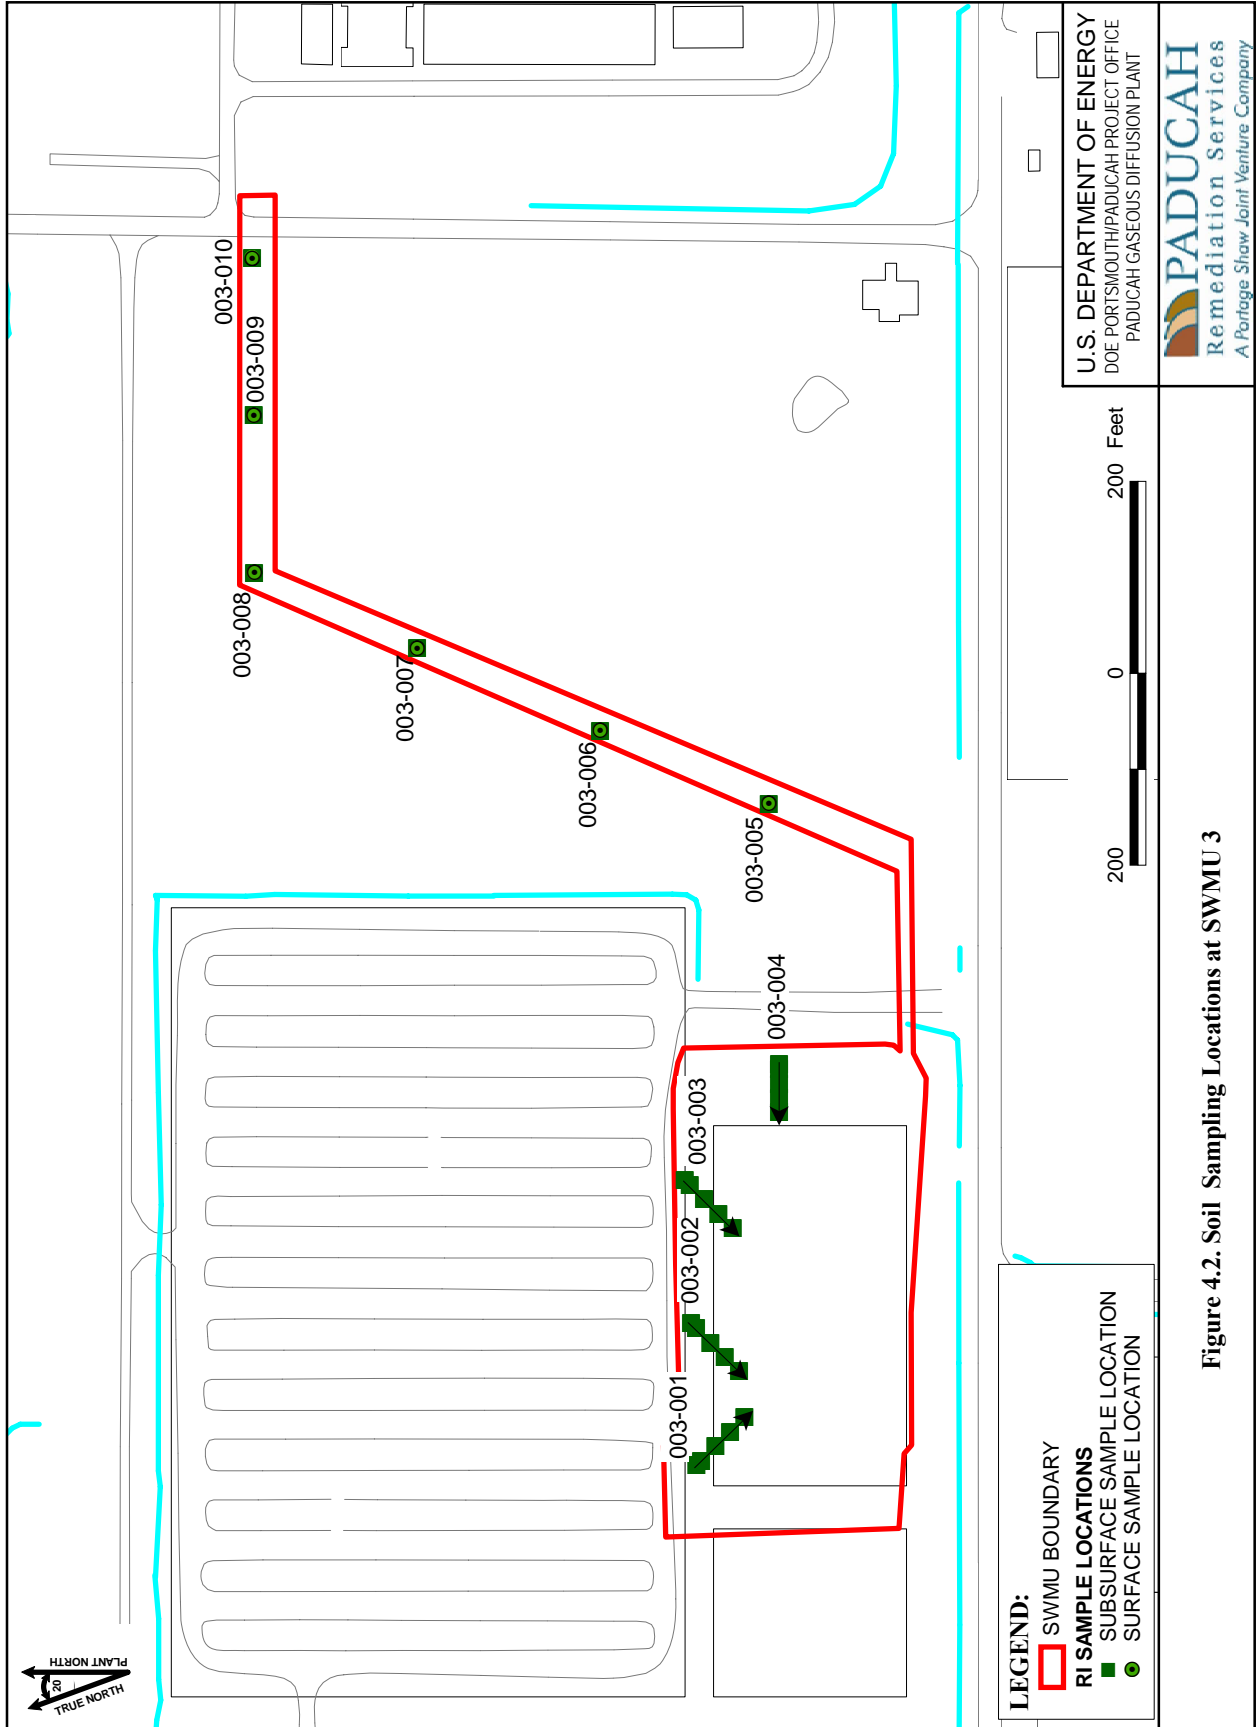 PLANT NORTH
20
TRUE NORTH
003-010
003-009
003-008
003-007
003-006
003-005
003-004
003-003
003-002
003-001
LEGEND:
SWMU BOUNDARY
RI SAMPLE LOCATIONS
SUBSURFACE SAMPLE LOCATION
SURFACE SAMPLE LOCATION
200 0 200 Feet
U.S. DEPARTMENT OF ENERGY
DOE PORTSMOUTH/PADUCAH PROJECT OFFICE
PADUCAH GASEOUS DIFFUSION PLANT
PADUCAH
Remediation Services
A Portage Shaw Joint Venture Company
Figure 4.2. Soil Sampling Locations at SWMU 3